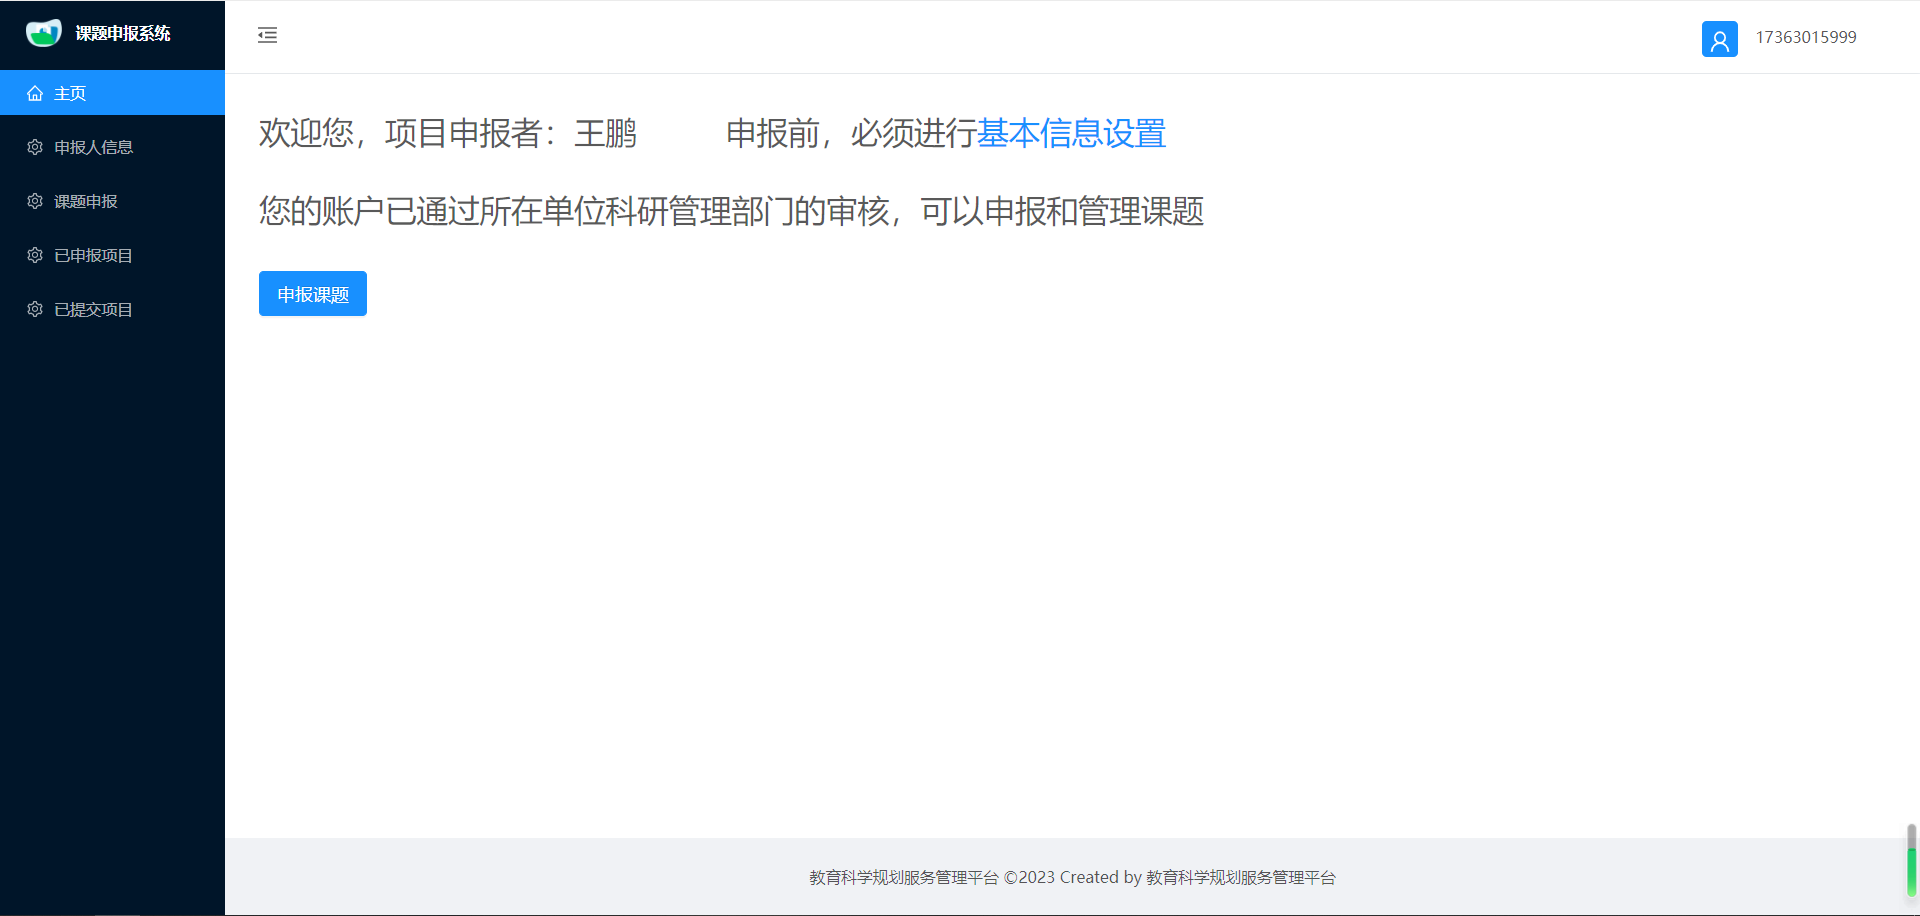 课题申报系统
17363015999
主页
申报人信息
课题申报
已申报项目
已提交项目
欢迎您，项目申报者：王鹏 申报前，必须进行基本信息设置
您的账户已通过所在单位科研管理部门的审核，可以申报和管理课题
申报课题
教育科学规划服务管理平台 ©2023 Created by 教育科学规划服务管理平台